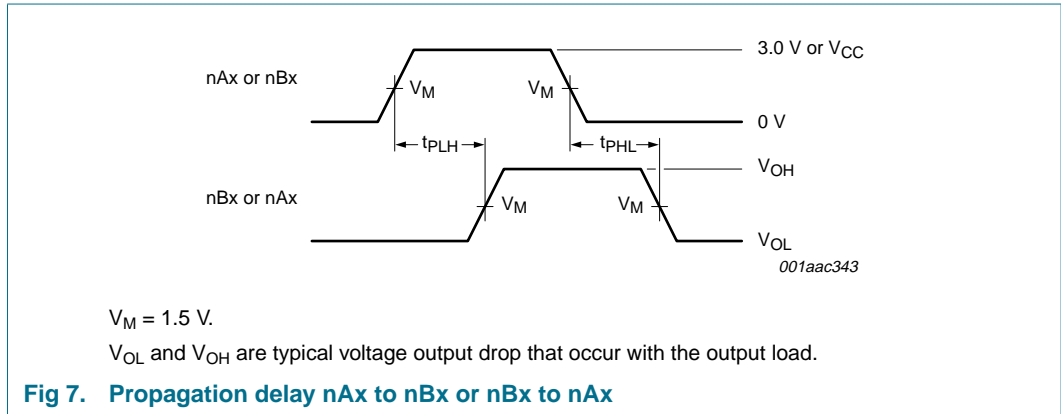 3.0 V or VCC
nAx or nBx
VM
VM
0 V
tPLH
tPHL
VOH
nBx or nAx
VM
VM
VOL
001aac343
VM = 1.5 V.
VOL and VOH are typical voltage output drop that occur with the output load.
Fig 7. Propagation delay nAx to nBx or nBx to nAx